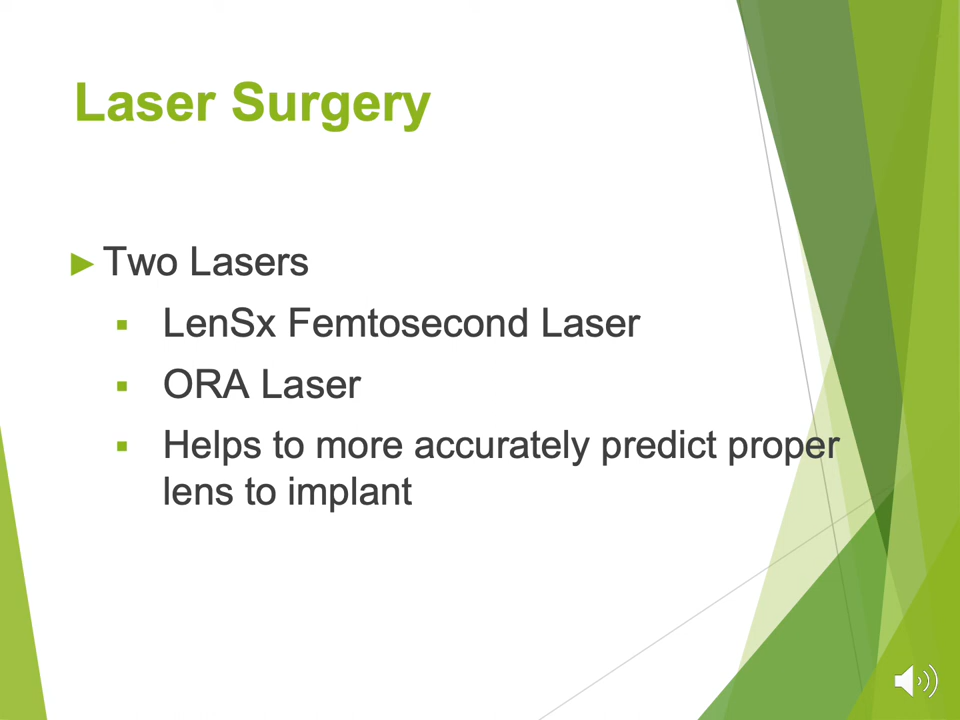 Laser Surgery
Two Lasers
LenSx Femtosecond Laser
ORA Laser
Helps to more accurately predict proper
lens to implant